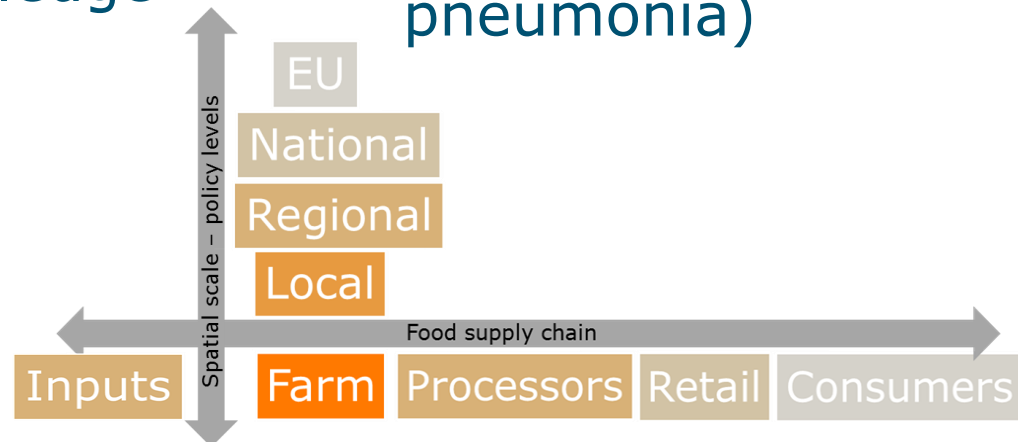 pneumonia)
EU
National
Regional
Local
Spatial scale – policy levels
Food supply chain
Inputs
Farm
Processors
Retail
Consumers